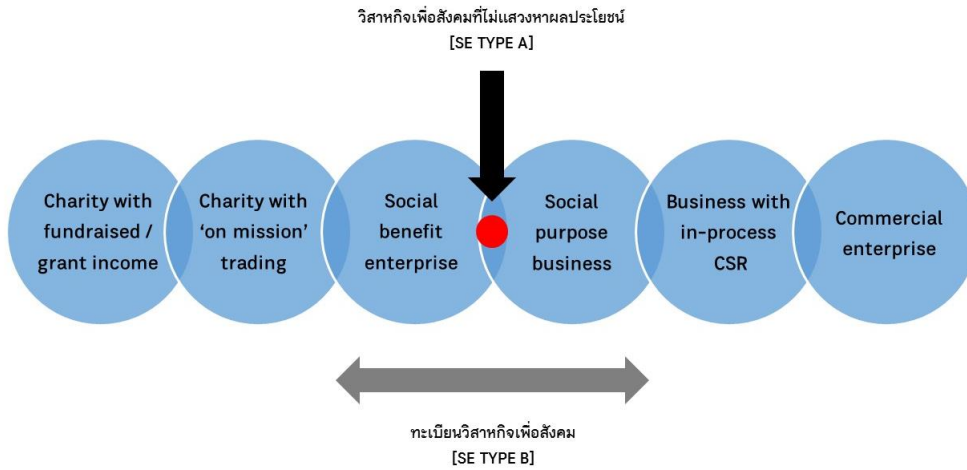 วิสาหกิจเพื่อสังคมที่ไม่แสวงหาผลประโยชน์
[SE TYPE A]
Charity with
fundraised /
grant income
Charity with
‘on mission’
trading
Social
benefit
enterprise
Social
purpose
business
Business with
in-process
CSR
Commercial
enterprise
ทะเบียนวิสาหกิจเพื่อสังคม
[SE TYPE B]